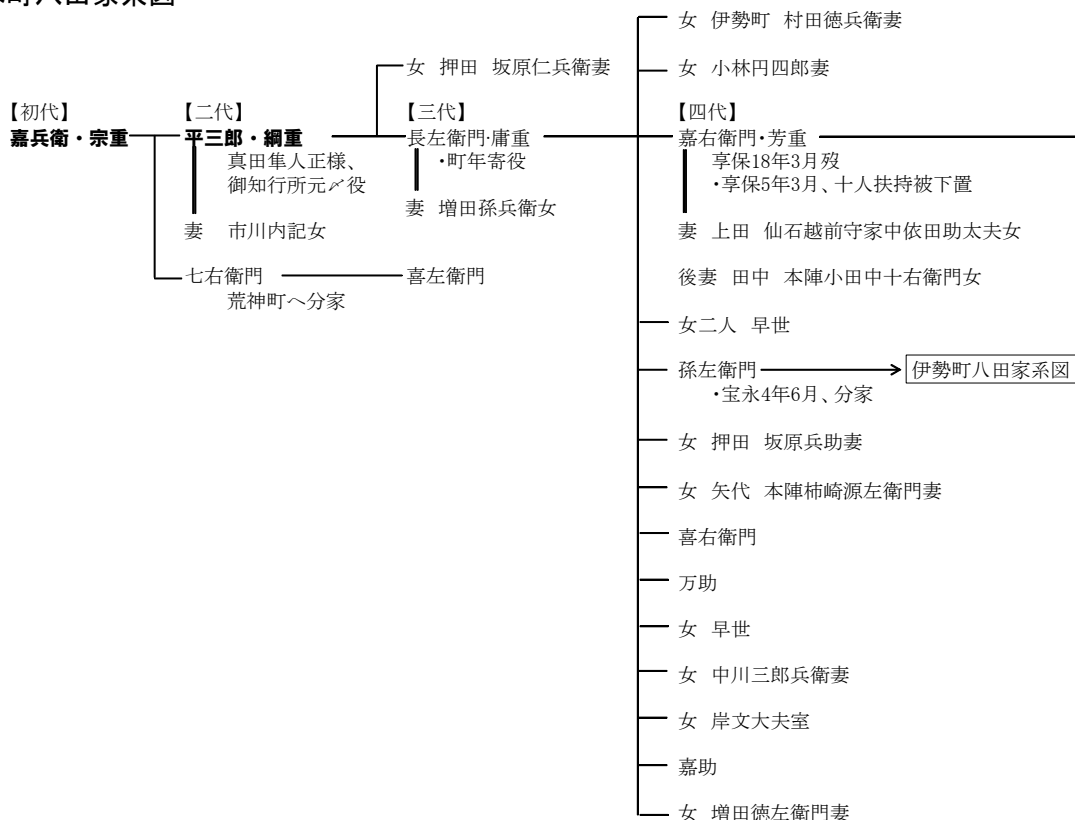 町八田家系図
女 伊勢町 村田徳兵衛妻
女 押田 坂原仁兵衛妻
女 小林円四郎妻
【初代】
嘉兵衛・宗重
【二代】
平三郎・綱重
真田隼人正様、
御知行所元〆役
妻 市川内記女
七右衛門
荒神町へ分家
【三代】
長左衛門・庸重
・町年寄役
妻 増田孫兵衛女
喜左衛門
【四代】
嘉右衛門・芳重
享保18年3月歿
・享保5年3月、十人扶持被下置
妻 上田 仙石越前守家中依田助太夫女
後妻 田中 本陣小田中十右衛門女
女二人 早世
孫左衛門
伊勢町八田家系図
・宝永4年6月、分家
女 押田 坂原兵助妻
女 矢代 本陣柿崎源左衛門妻
喜右衛門
万助
女 早世
女 中川三郎兵衛妻
女 岸文大夫室
嘉助
女 増田徳左衛門妻